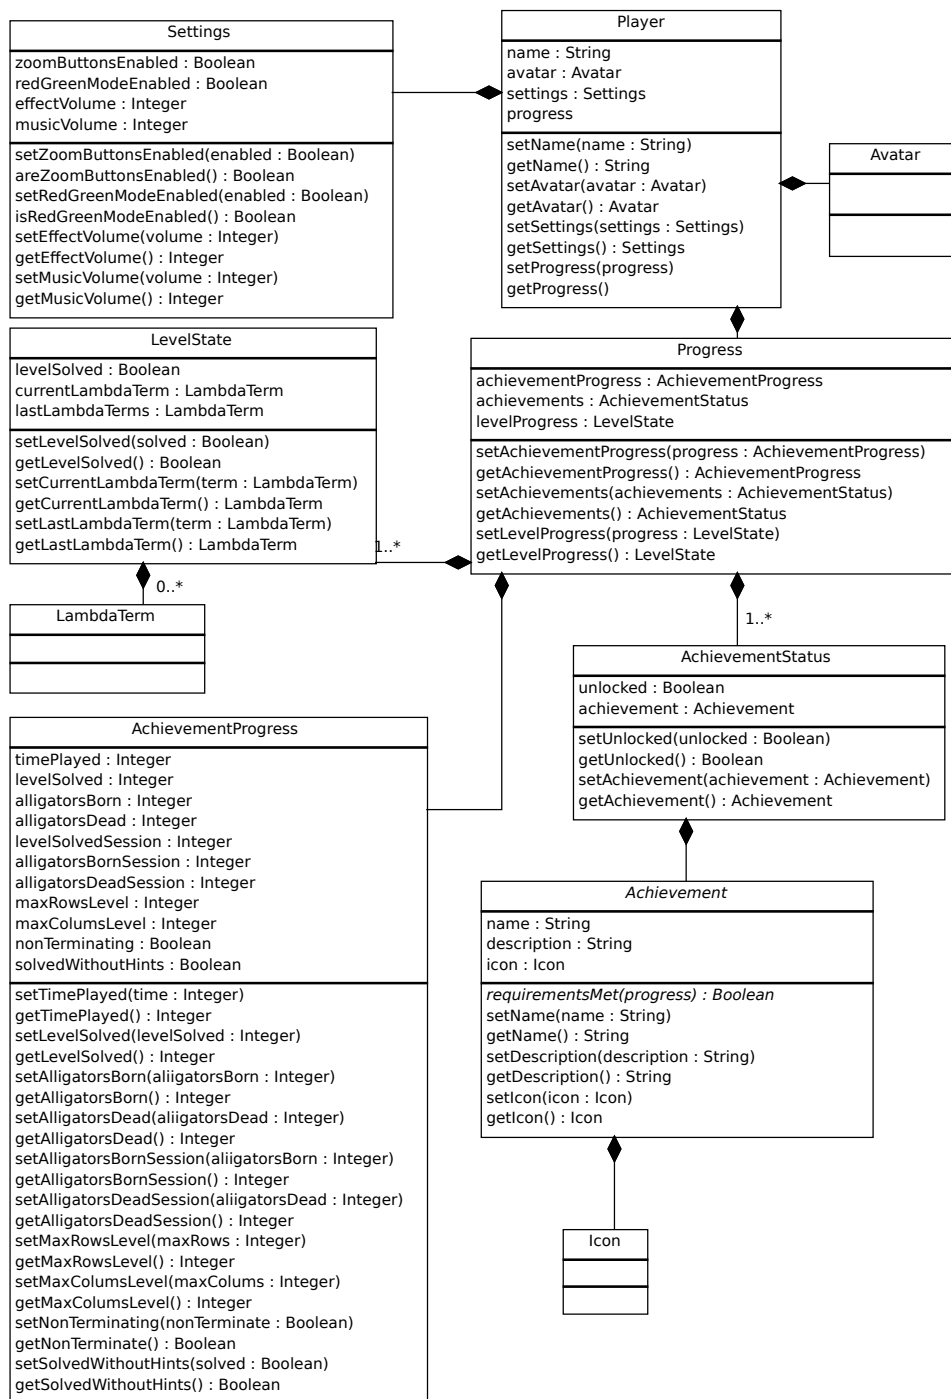 Settings
zoomButtonsEnabled : Boolean
redGreenModeEnabled : Boolean
effectVolume : Integer
musicVolume : Integer
setZoomButtonsEnabled(enabled : Boolean)
areZoomButtonsEnabled() : Boolean
setRedGreenModeEnabled(enabled : Boolean)
isRedGreenModeEnabled() : Boolean
setEffectVolume(volume : Integer)
getEffectVolume() : Integer
setMusicVolume(volume : Integer)
getMusicVolume() : Integer
Player
name : String
avatar : Avatar
settings : Settings
progress
setName(name : String)
getName() : String
setAvatar(avatar : Avatar)
getAvatar() : Avatar
setSettings(settings : Settings)
getSettings() : Settings
setProgress(progress)
getProgress()
Avatar
LevelState
levelSolved : Boolean
currentLambdaTerm : LambdaTerm
lastLambdaTerms : LambdaTerm
setLevelSolved(solved : Boolean)
getLevelSolved() : Boolean
setCurrentLambdaTerm(term : LambdaTerm)
getCurrentLambdaTerm() : LambdaTerm
setLastLambdaTerm(term : LambdaTerm)
getLastLambdaTerm() : LambdaTerm
1..*
0..*
LambdaTerm
Progress
achievementProgress : AchievementProgress
achievements : AchievementStatus
levelProgress : LevelState
setAchievementProgress(progress : AchievementProgress)
getAchievementProgress() : AchievementProgress
setAchievements(achievements : AchievementStatus)
getAchievements() : AchievementStatus
setLevelProgress(progress : LevelState)
getLevelProgress() : LevelState
1..*
AchievementStatus
unlocked : Boolean
achievement : Achievement
setUnlocked(unlocked : Boolean)
getUnlocked() : Boolean
setAchievement(achievement : Achievement)
getAchievement() : Achievement
AchievementProgress
timePlayed : Integer
levelSolved : Integer
alligatorsBorn : Integer
alligatorsDead : Integer
levelSolvedSession : Integer
alligatorsBornSession : Integer
alligatorsDeadSession : Integer
maxRowsLevel : Integer
maxColumsLevel : Integer
nonTerminating : Boolean
solvedWithoutHints : Boolean
setTimePlayed(time : Integer)
getTimePlayed() : Integer
setLevelSolved(levelSolved : Integer)
getLevelSolved() : Integer
setAlligatorsBorn(aliigatorsBorn : Integer)
getAlligatorsBorn() : Integer
setAlligatorsDead(aliigatorsDead : Integer)
getAlligatorsDead() : Integer
setAlligatorsBornSession(aliigatorsBorn : Integer)
getAlligatorsBornSession() : Integer
setAlligatorsDeadSession(aliigatorsDead : Integer)
getAlligatorsDeadSession() : Integer
setMaxRowsLevel(maxRows : Integer)
getMaxRowsLevel() : Integer
setMaxColumsLevel(maxColums : Integer)
getMaxColumsLevel() : Integer
setNonTerminating(nonTerminate : Boolean)
getNonTerminate() : Boolean
setSolvedWithoutHints(solved : Boolean)
getSolvedWithoutHints() : Boolean
Achievement
name : String
description : String
icon : Icon
requirementsMet(progress) : Boolean
setName(name : String)
getName() : String
setDescription(description : String)
getDescription() : String
setIcon(icon : Icon)
getIcon() : Icon
Icon